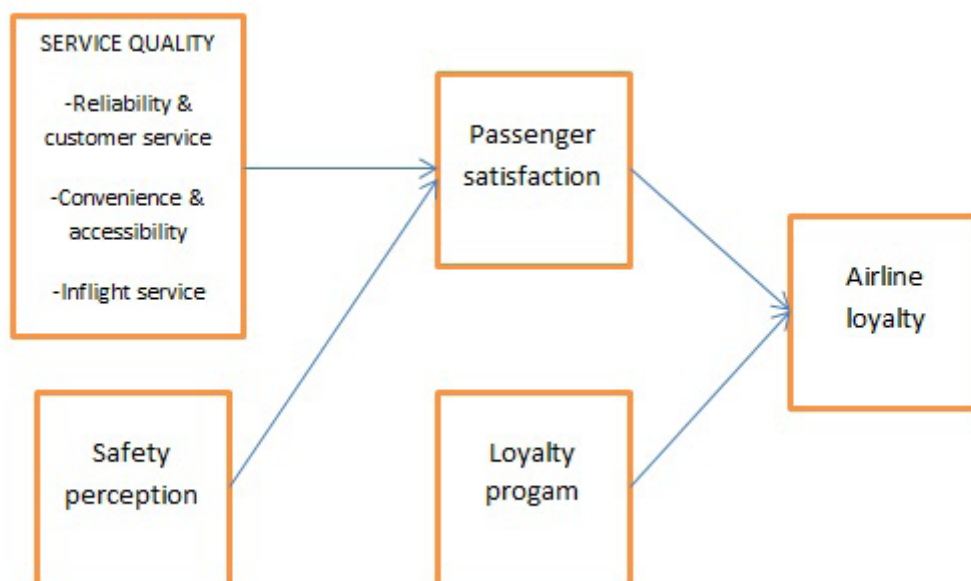 SERVICE QUALITY
-Reliability &
customer service
-Convenience &
accessibility
-Inflight service
Passenger
satisfaction
Airline
loyalty
Safety
perception
Loyalty
progam